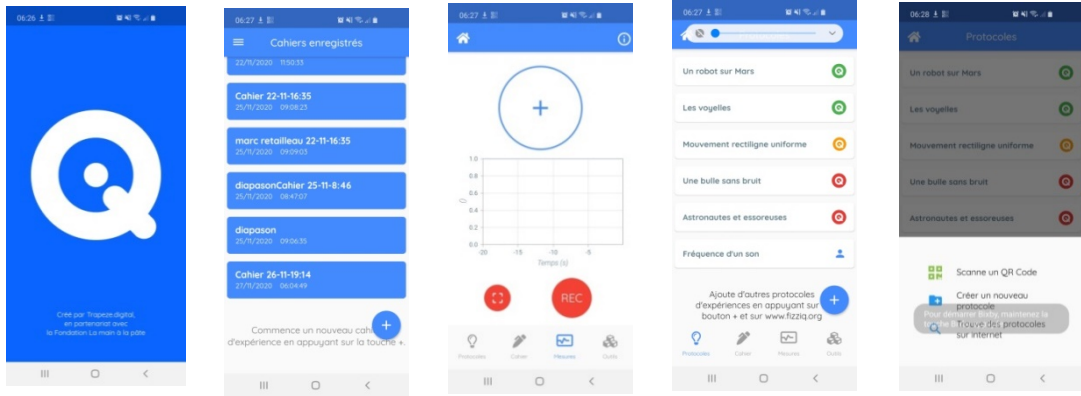 06:26
Créé par Trapeze.digital,
en partenariat avec
la Fondation La main à la pâte
06:27
Cahiers enregistrés
22/11/2020 11:50:33
Cahier 22-11-16:35
25/11/2020 09:08:23
marc retailleau 22-11-16:35
25/11/2020 09:09:03
diapasonCahier 25-11-8:46
25/11/2020 08:47:07
diapason
25/11/2020 09:06:35
Cahier 26-11-19:14
27/11/2020 06:04:49
Commence un nouveau cahi
d'expérience en appuyant sur la touche +.
06:27
1.0
0.8
0.6
0.4
0.2
0.0
-20 -15 -10 -5
Temps (s)
REC
Protocoles Cahier Mesures Outils
06:27
Un robot sur Mars
Les voyelles
Mouvement rectiligne uniforme
Une bulle sans bruit
Astronautes et essoreuses
Fréquence d'un son
Ajoute d'autres protocoles
d'expériences en appuyant sur
bouton + et sur www.fizziq.org
Protocoles Cahier Mesures Outils
06:28
Protocoles
Un robot sur Mars
Les voyelles
Mouvement rectiligne uniforme
Une bulle sans bruit
Astronautes et essoreuses
Scanne un QR Code
Créer un nouveau
protocole
Pour démarrer Bixby, maintenez la
touche
Trouve des protocoles
sur internet